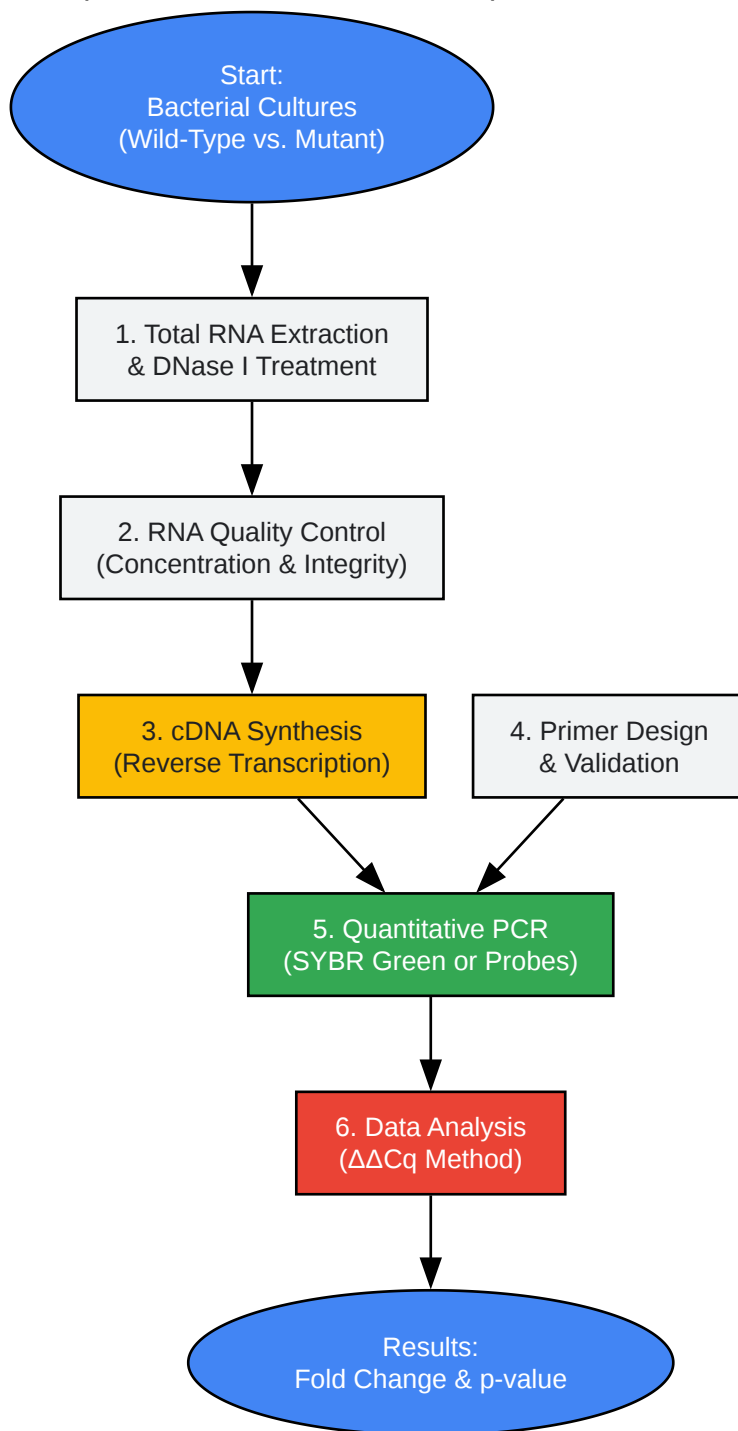 Start:
Bacterial Cultures
(Wild-Type vs. Mutant)
1. Total RNA Extraction
& DNase I Treatment
2. RNA Quality Control
(Concentration & Integrity)
3. cDNA Synthesis
(Reverse Transcription)
4. Primer Design
& Validation
5. Quantitative PCR
(SYBR Green or Probes)
6. Data Analysis
(ΔΔCq Method)
Results:
Fold Change & p-value